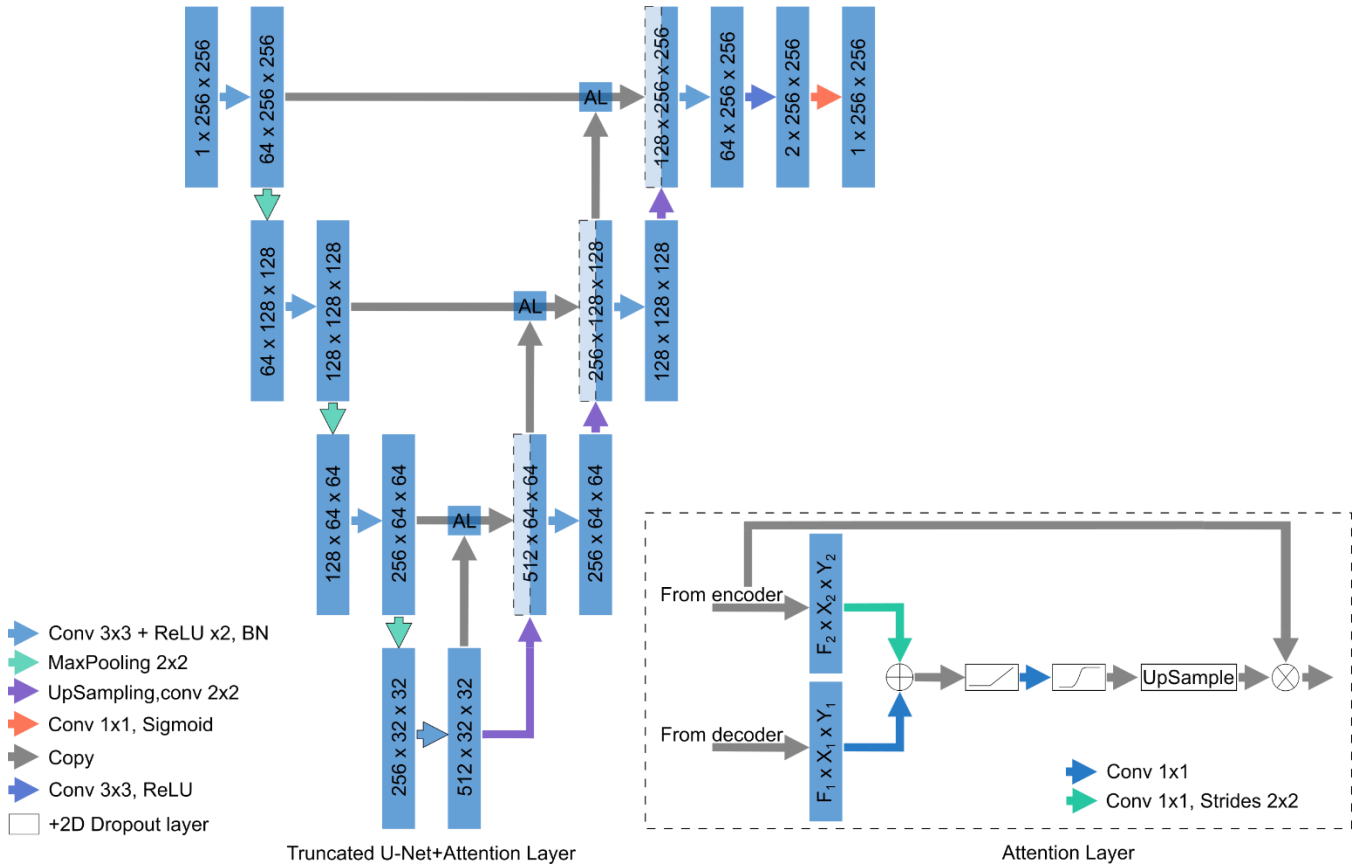 1 x 256 x 256
64 x 256 x 256
AL
128 x 256 x 256
64 x 256 x 256
2 x 256 x 256
1 x 256 x 256
64 x 128 x 128
128 x 128 x 128
AL
256 x 128 x 128
128 x 128 x 128
128 x 64 x 64
256 x 64 x 64
AL
512 x 64 x 64
256 x 64 x 64
256 x 32 x 32
512 x 32 x 32
Conv 3x3 + ReLU x2, BN
MaxPooling 2x2
UpSampling,conv 2x2
Conv 1x1, Sigmoid
Copy
Conv 3x3, ReLU
+2D Dropout layer
Truncated U-Net+Attention Layer
From encoder
F₂ x X₂ x Y₂
From decoder
F₁ x X₁ x Y₁
UpSample
Conv 1x1
Conv 1x1, Strides 2x2
Attention Layer